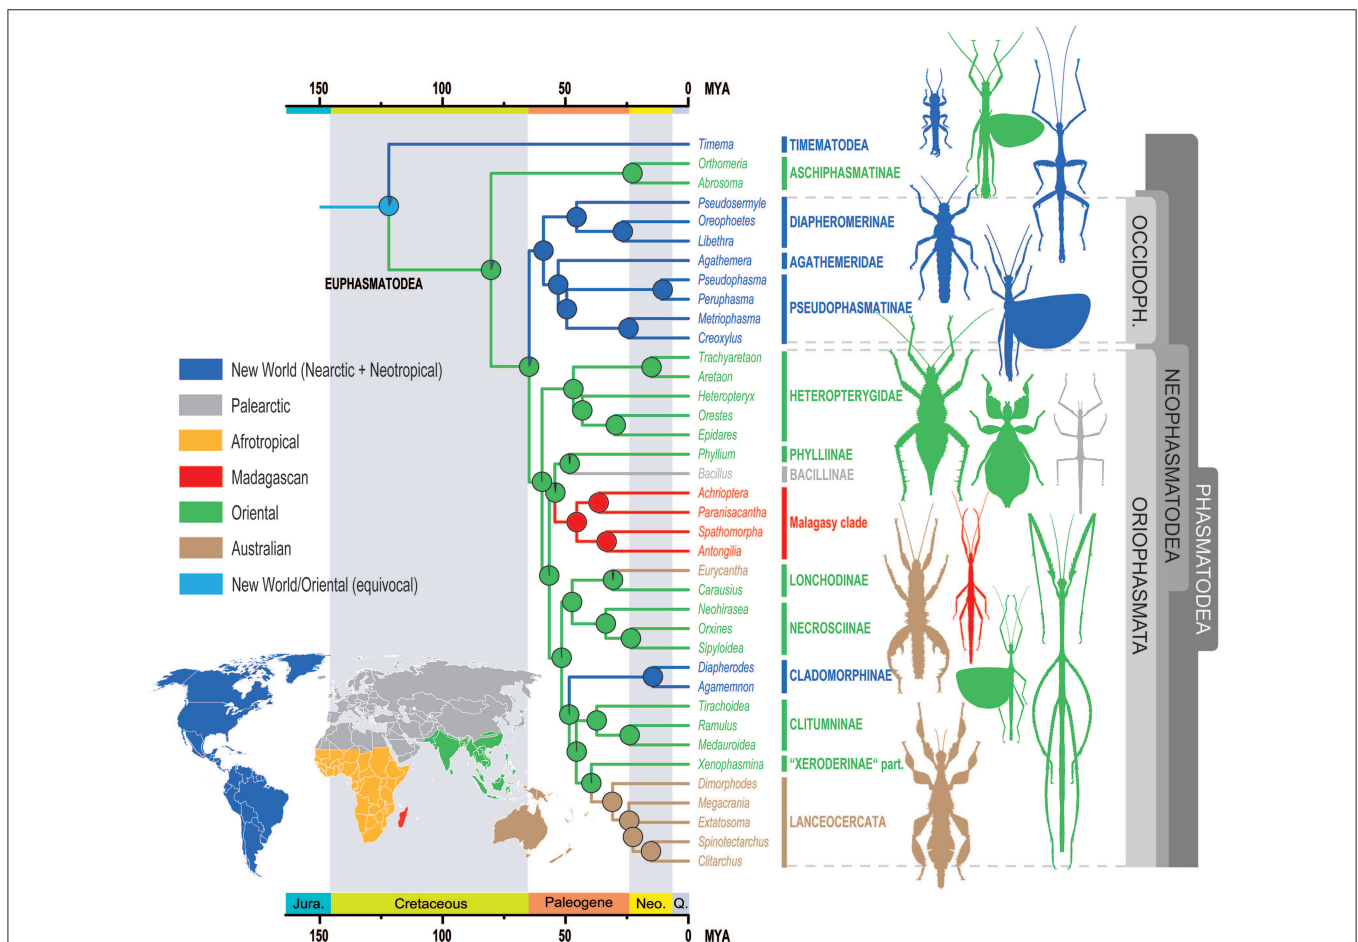 150 100 50 0 MYA
Timema
Orthomeria
Abrosoma
Pseudosermyle
Oreophoetes
Libethra
Agathemera
Pseudophasma
Peruphasma
Metriophasma
Creoxylus
Trachyaretaon
Aretaon
Heteropteryx
Orestes
Epidares
Phyllium
Bacillus
Achrioptera
Paranisacantha
Spathomorpha
Antongilia
Eurycantha
Carausius
Neohirasea
Orxines
Sipyloidea
Diapherodes
Agamemnon
Tirachoidea
Ramulus
Medauroidea
Xenophasmina
Dimorphodes
Megacrania
Extatosoma
Spinotectarchus
Clitarchus
TIMEMATODEA
ASCHIPHASMATINAE
DIAPHEROMERINAE
AGATHEMERIDAE
PSEUDOPHASMATINAE
HETEROPTERYGIDAE
PHYLLIINAE
BACILLINAE
Malagasy clade
LONCHODINAE
NECROSCIINAE
CLADOMORPHINAE
CLITUMNINAE
"XERODERINAE" part.
LANCEOCERCATA
OCCIDOPH.
ORIOPHASMATA
NEOPHASMATODEA
PHASMATODEA
EUPHASMATODEA
New World (Nearctic + Neotropical)
Palearctic
Afrotropical
Madagascan
Oriental
Australian
New World/Oriental (equivocal)
Jura. Cretaceous Paleogene Neo. Q.
150 100 50 0 MYA